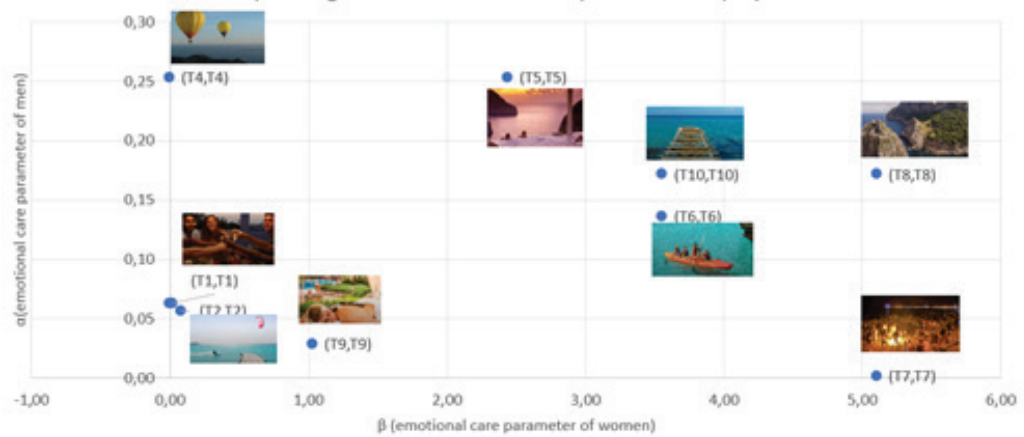 0,30
(T4,T4)
0,25
(T5,T5)
0,20
(T10,T10)
(T8,T8)
0,15
(T6,T6)
0,10
(T1,T1)
(T2,T2)
0,05
(T9,T9)
(T7,T7)
0,00
-1,00 0,00 1,00 2,00 3,00 4,00 5,00 6,00
α(emotional care parameter of men)
β (emotional care parameter of women)